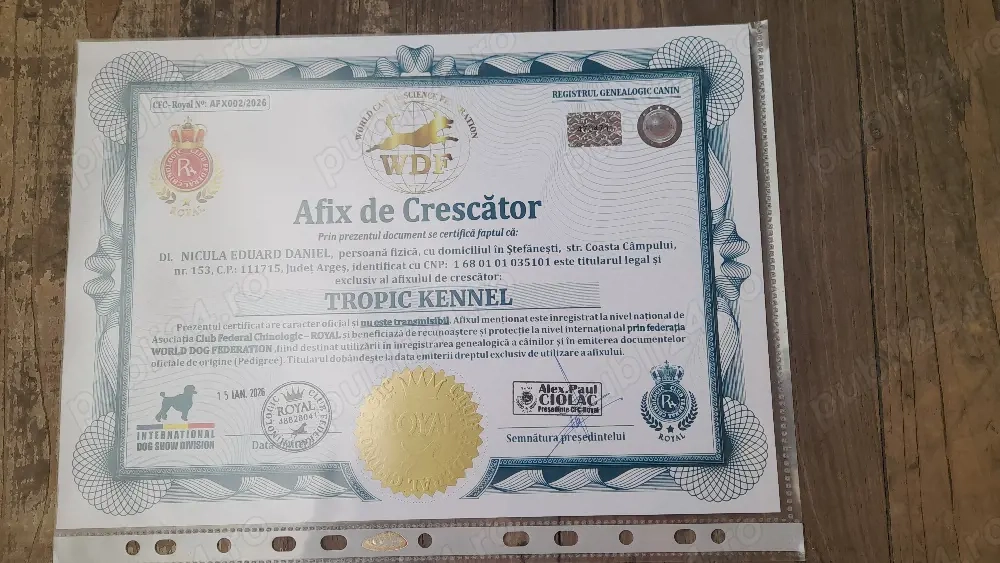 CFC- Royal Nº: AFX002/2026
REGISTRUL GENEALOGIC CANIN
WDF
ROYAL
Afix de Crescător
Prin prezentul document se certifică faptul că:
Dl. NICULA EDUARD DANIEL, persoană fizică, cu domiciliul în Ștefănești, str. Coasta Câmpului,
nr. 153, C.P.: 111715, județ Argeș, identificat cu CNP: 1 68 01 01 035101 este titularul legal și
exclusiv al afixului de crescător:
TROPIC KENNEL
Prezentul certificat are caracter oficial și nu este transmisibil. Afixul menționat este înregistrat la nivel național de
Asociația Club Federal Chinologic – ROYAL și beneficiază de recunoaștere și protecție la nivel internațional prin federația
WORLD DOG FEDERATION, fiind destinat utilizării în înregistrarea genealogică a câinilor și în emiterea documentelor
oficiale de origine (Pedigree). Titularul dobândește la data emiterii dreptul exclusiv de utilizare a afixului.
15 IAN. 2026
ROYAL
Alex.Paul
CIOLAC
Președinte CFC-Royal
INTERNATIONAL
DOG SHOW DIVISION
Data
ROYAL
Semnătura președintelui
ROYAL